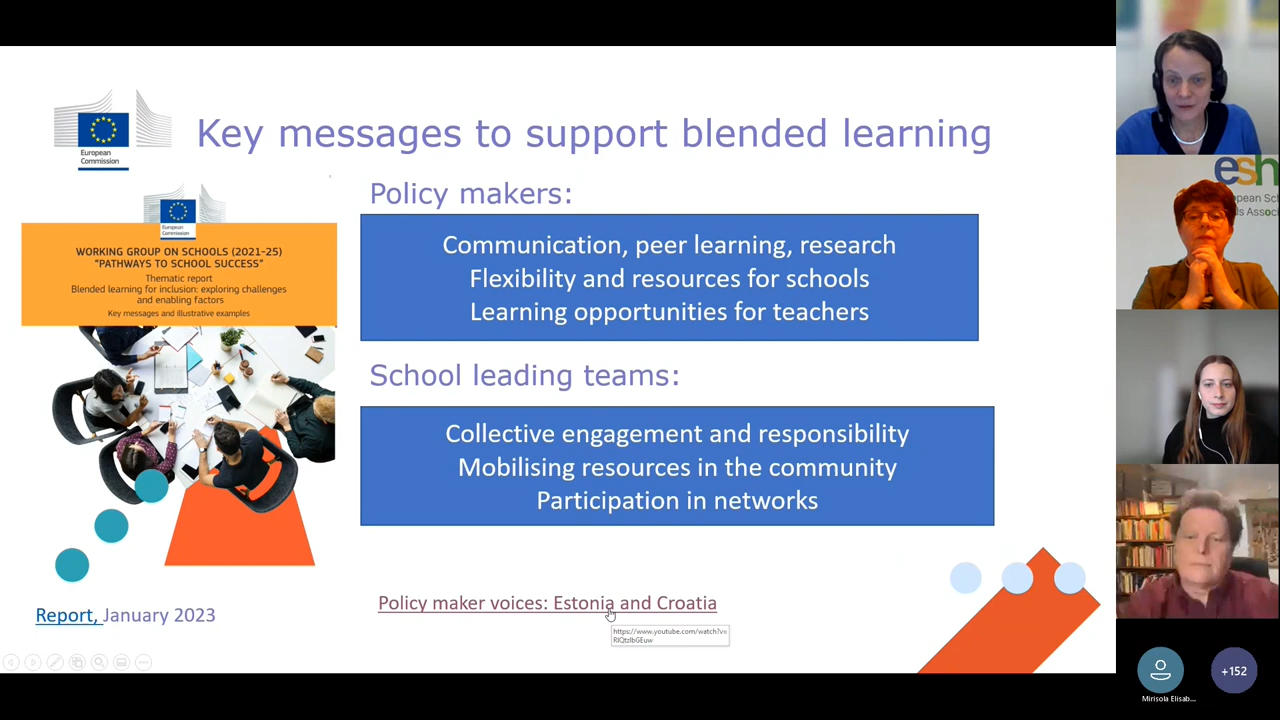 Key messages to support blended learning
European
Commission
European
Commission
WORKING GROUP ON SCHOOLS (2021-25)
"PATHWAYS TO SCHOOL SUCCESS"
Thematic report
Blended learning for inclusion: exploring challenges
and enabling factors
Key messages and illustrative examples
Policy makers:
Communication, peer learning, research
Flexibility and resources for schools
Learning opportunities for teachers
School leading teams:
Collective engagement and responsibility
Mobilising resources in the community
Participation in networks
Report, January 2023
Policy maker voices: Estonia and Croatia
https://www.youtube.com/watch?v=
esh
Mirisola Elisab...
+152